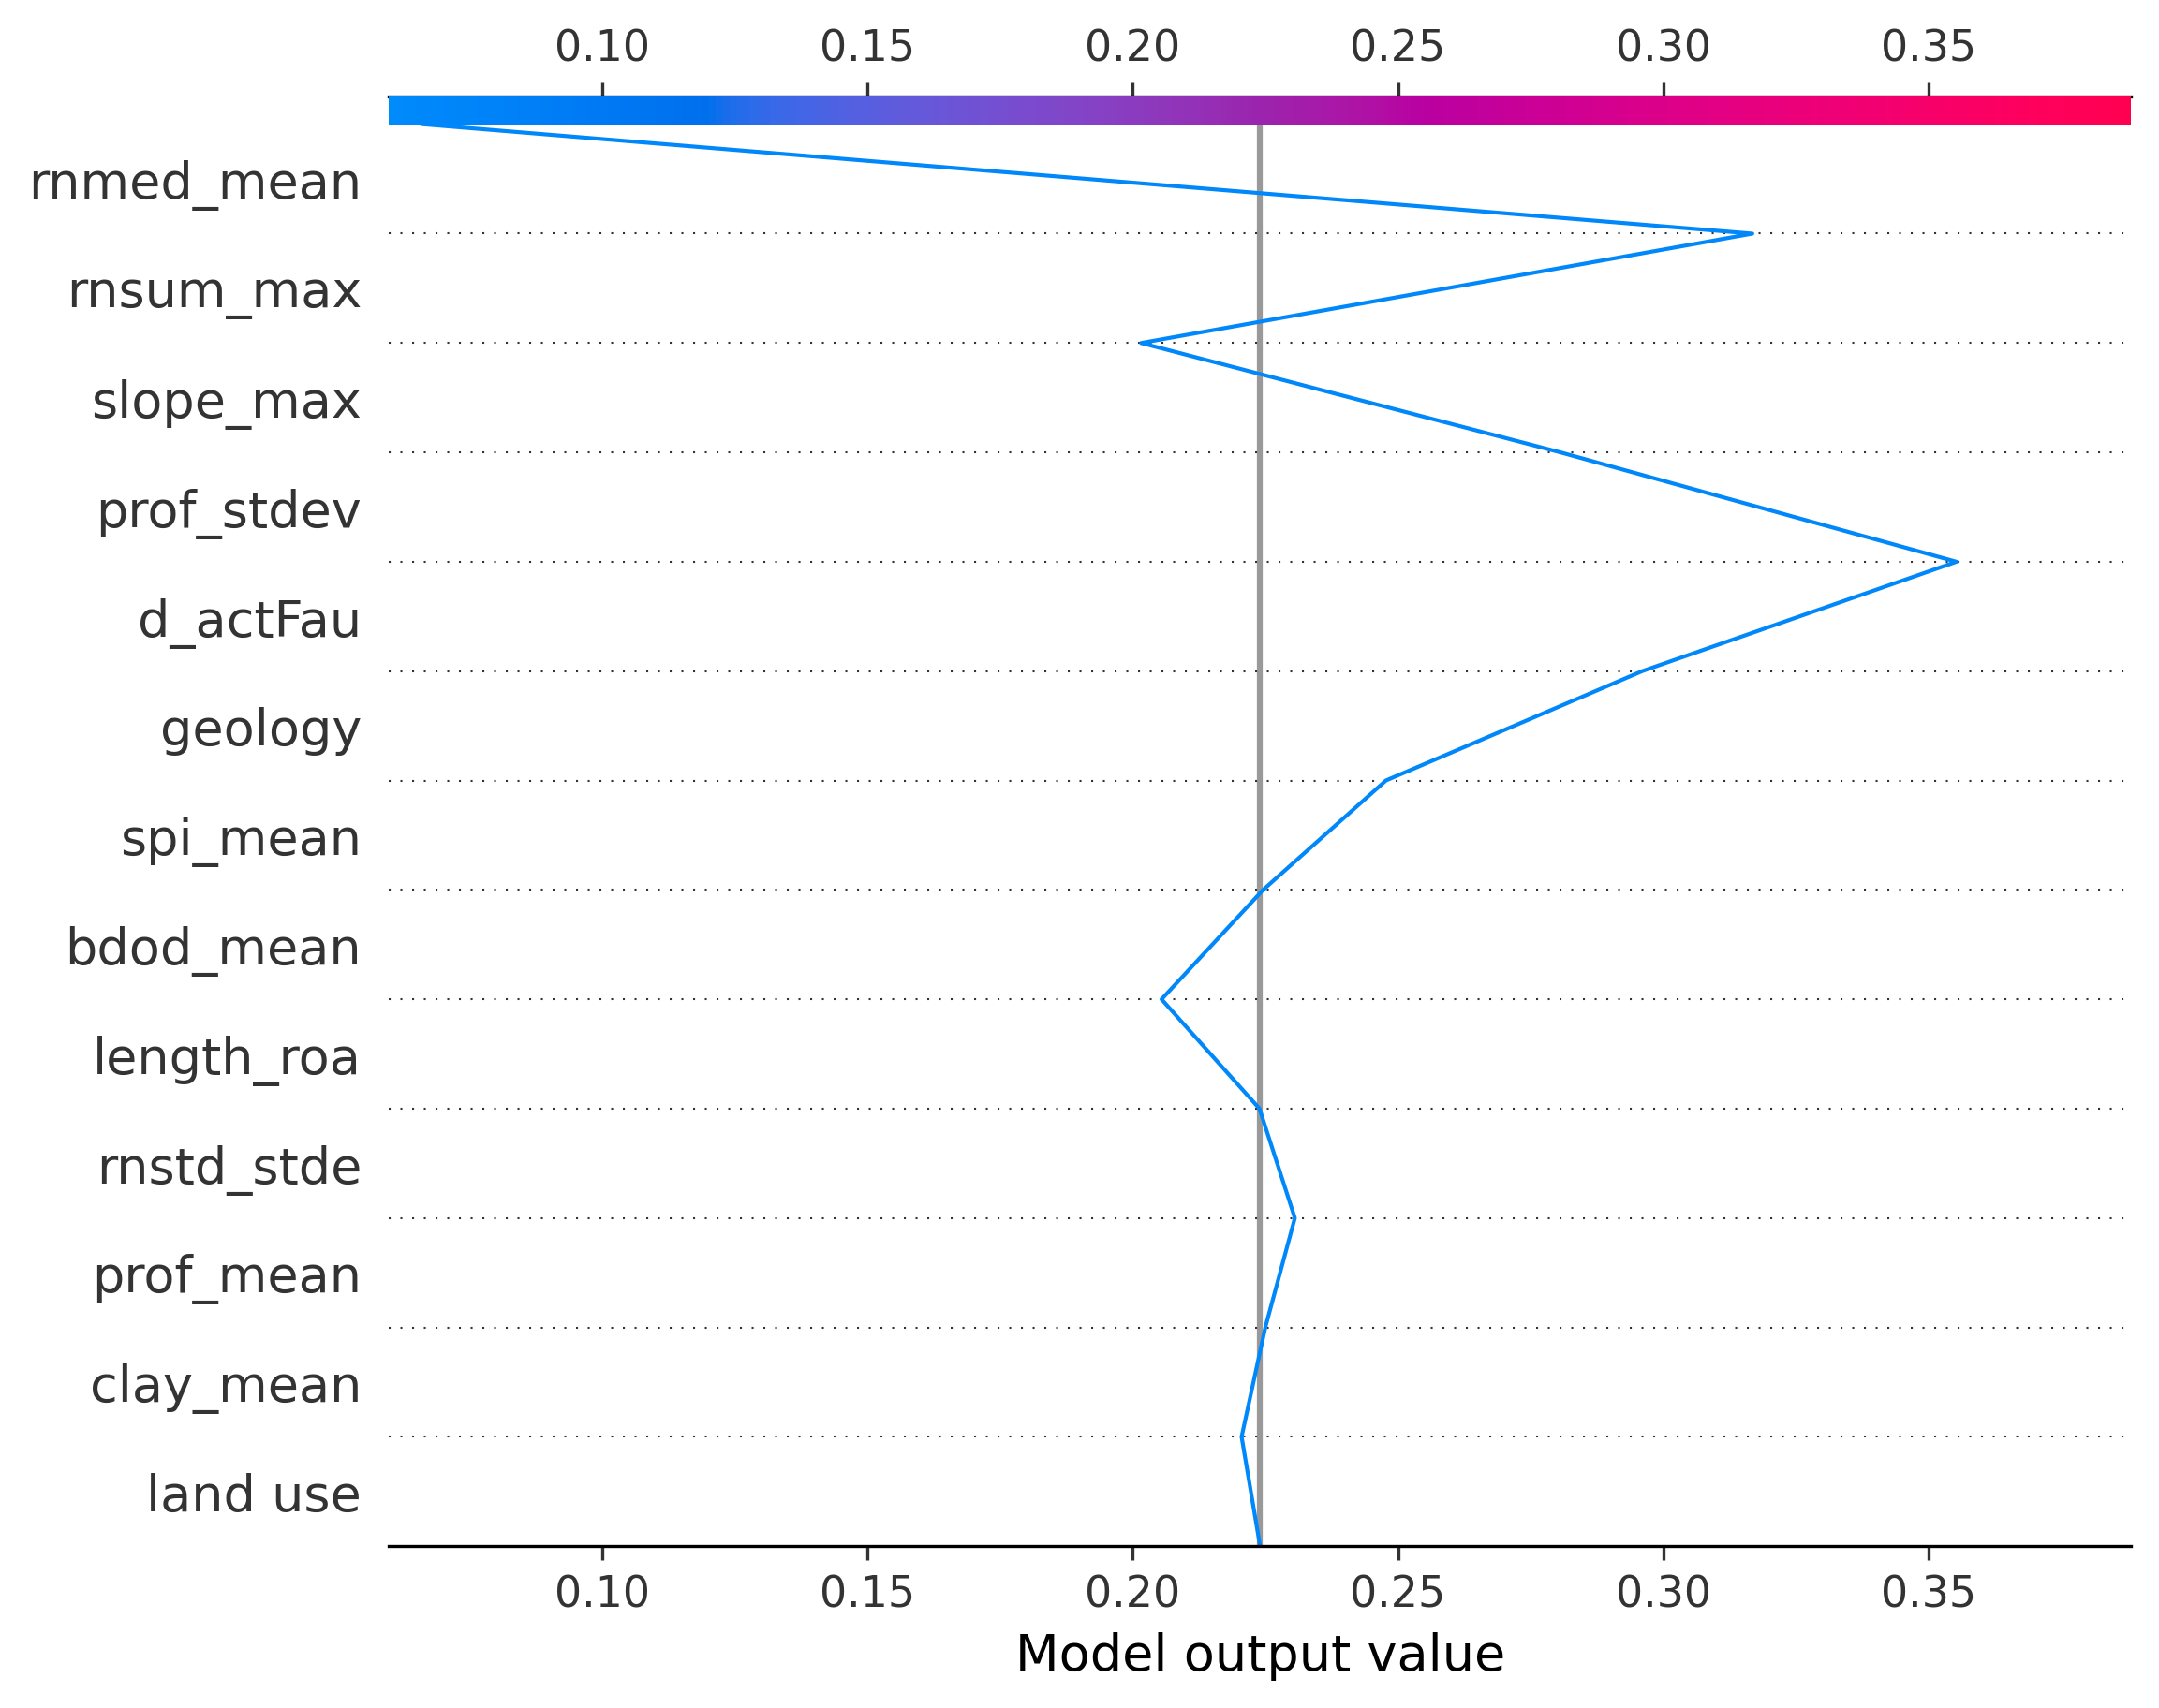 0.10 0.15 0.20 0.25 0.30 0.35
rnmed_mean
rnsum_max
slope_max
prof_stdev
d_actFau
geology
spi_mean
bdod_mean
length_roa
rnstd_stde
prof_mean
clay_mean
land use
0.10 0.15 0.20 0.25 0.30 0.35
Model output value